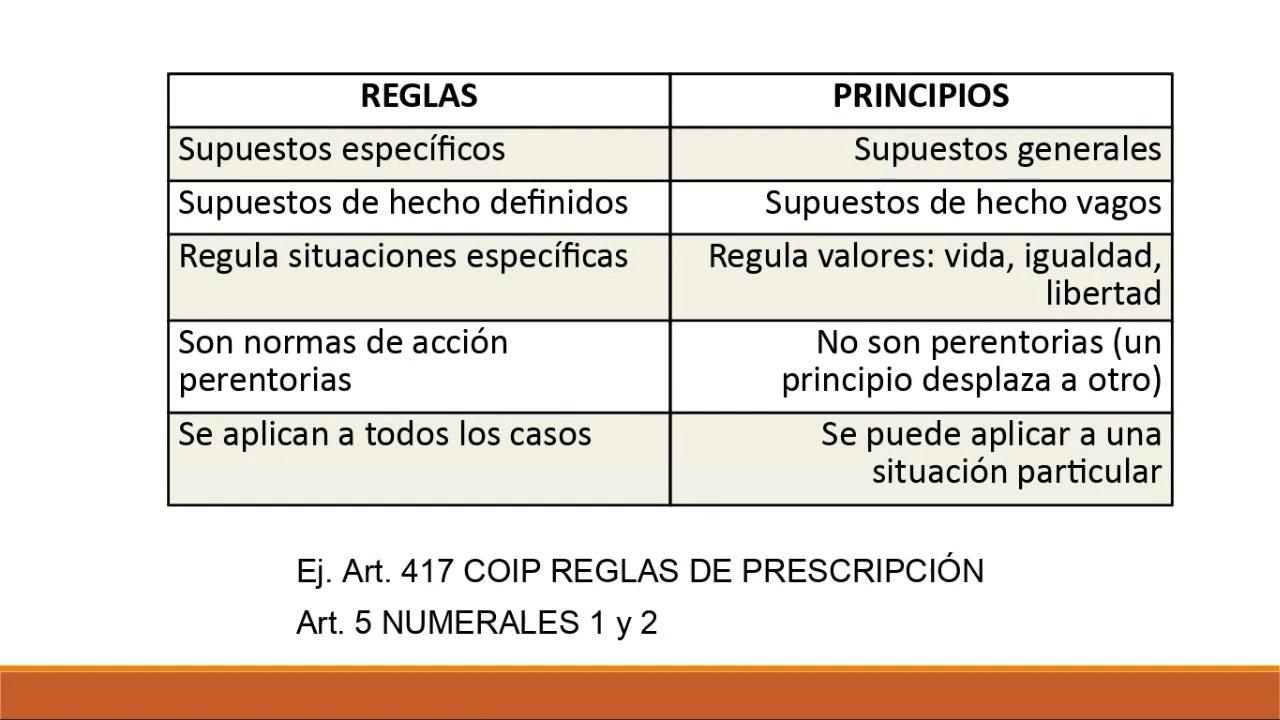 REGLAS
PRINCIPIOS
Supuestos específicos
Supuestos generales
Supuestos de hecho definidos
Supuestos de hecho vagos
Regula situaciones específicas
Regula valores: vida, igualdad,
libertad
Son normas de acción
perentorias
No son perentorias (un
principio desplaza a otro)
Se aplican a todos los casos
Se puede aplicar a una
situación particular
Ej. Art. 417 COIP REGLAS DE PRESCRIPCIÓN
Art. 5 NUMERALES 1 y 2